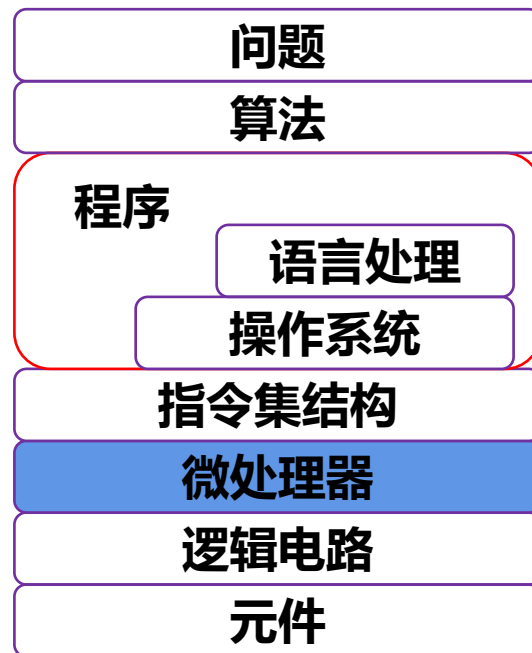 问题
算法
程序
语言处理
操作系统
指令集结构
微处理器
逻辑电路
元件